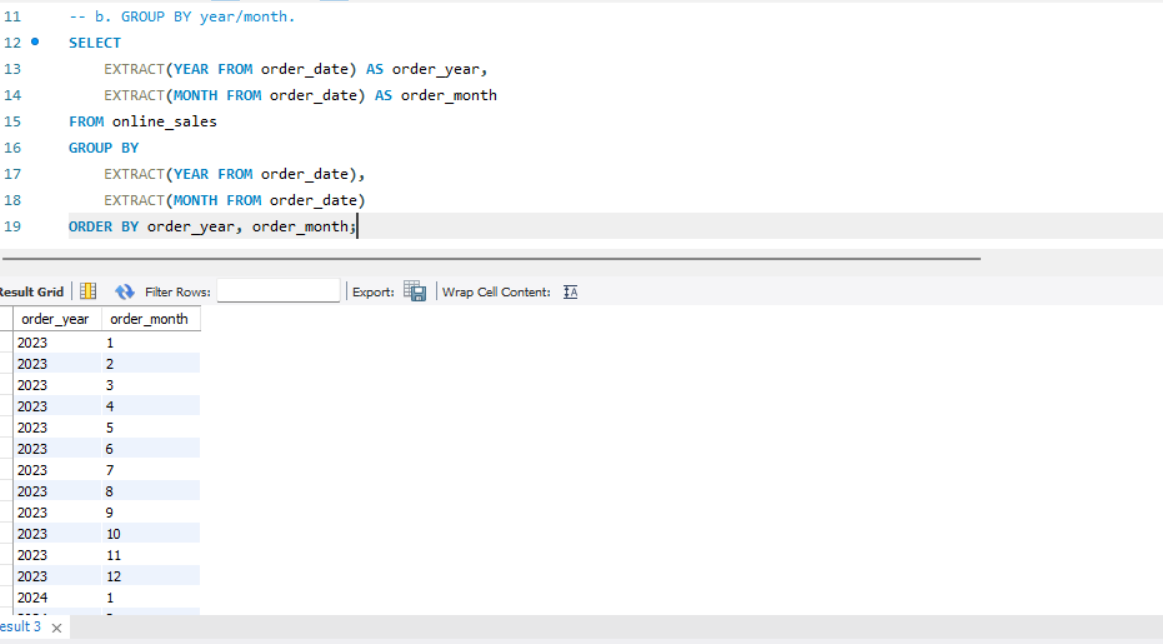 11 -- b. GROUP BY year/month.
12 SELECT
13 EXTRACT(YEAR FROM order_date) AS order_year,
14 EXTRACT(MONTH FROM order_date) AS order_month
15 FROM online_sales
16 GROUP BY
17 EXTRACT(YEAR FROM order_date),
18 EXTRACT(MONTH FROM order_date)
19 ORDER BY order_year, order_month;
Result Grid Filter Rows: Export: Wrap Cell Content: IA
order_year order_month
2023 1
2023 2
2023 3
2023 4
2023 5
2023 6
2023 7
2023 8
2023 9
2023 10
2023 11
2023 12
2024 1
esult 3 ×